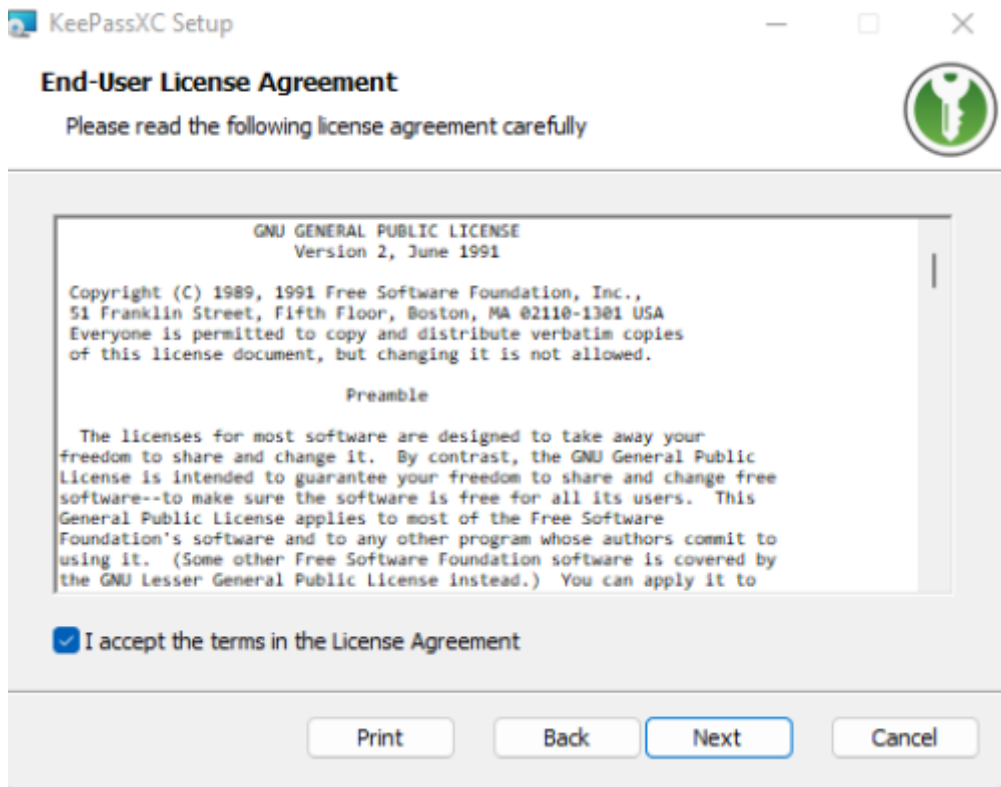 KeePassXC Setup
End-User License Agreement
Please read the following license agreement carefully
GNU GENERAL PUBLIC LICENSE
Version 2, June 1991
Copyright (C) 1989, 1991 Free Software Foundation, Inc.,
51 Franklin Street, Fifth Floor, Boston, MA 02110-1301 USA
Everyone is permitted to copy and distribute verbatim copies
of this license document, but changing it is not allowed.
Preamble
The licenses for most software are designed to take away your
freedom to share and change it.  By contrast, the GNU General Public
License is intended to guarantee your freedom to share and change free
software--to make sure the software is free for all its users.  This
General Public License applies to most of the Free Software
Foundation's software and to any other program whose authors commit to
using it.  (Some other Free Software Foundation software is covered by
the GNU Lesser General Public License instead.)  You can apply it to
I accept the terms in the License Agreement
Print Back Next Cancel